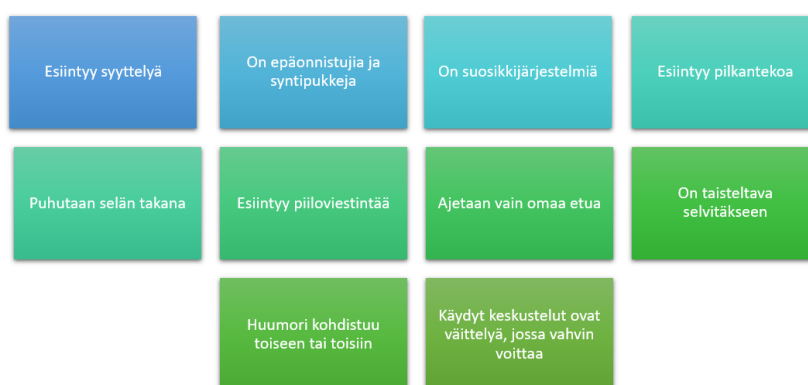 Esiintyy syyttelyä
On epäonnistujia ja
syntipukkeja
On suosikkijärjestelmiä
Esiintyy pilkantekoa
Puhutaan selän takana
Esiintyy piiloviestintää
Ajetaan vain omaa etua
On taisteltava
selvitäkseen
Huumori kohdistuu
toiseen tai toisiin
Käydyt keskustelut ovat
väittelyä, jossa vahvin
voittaa